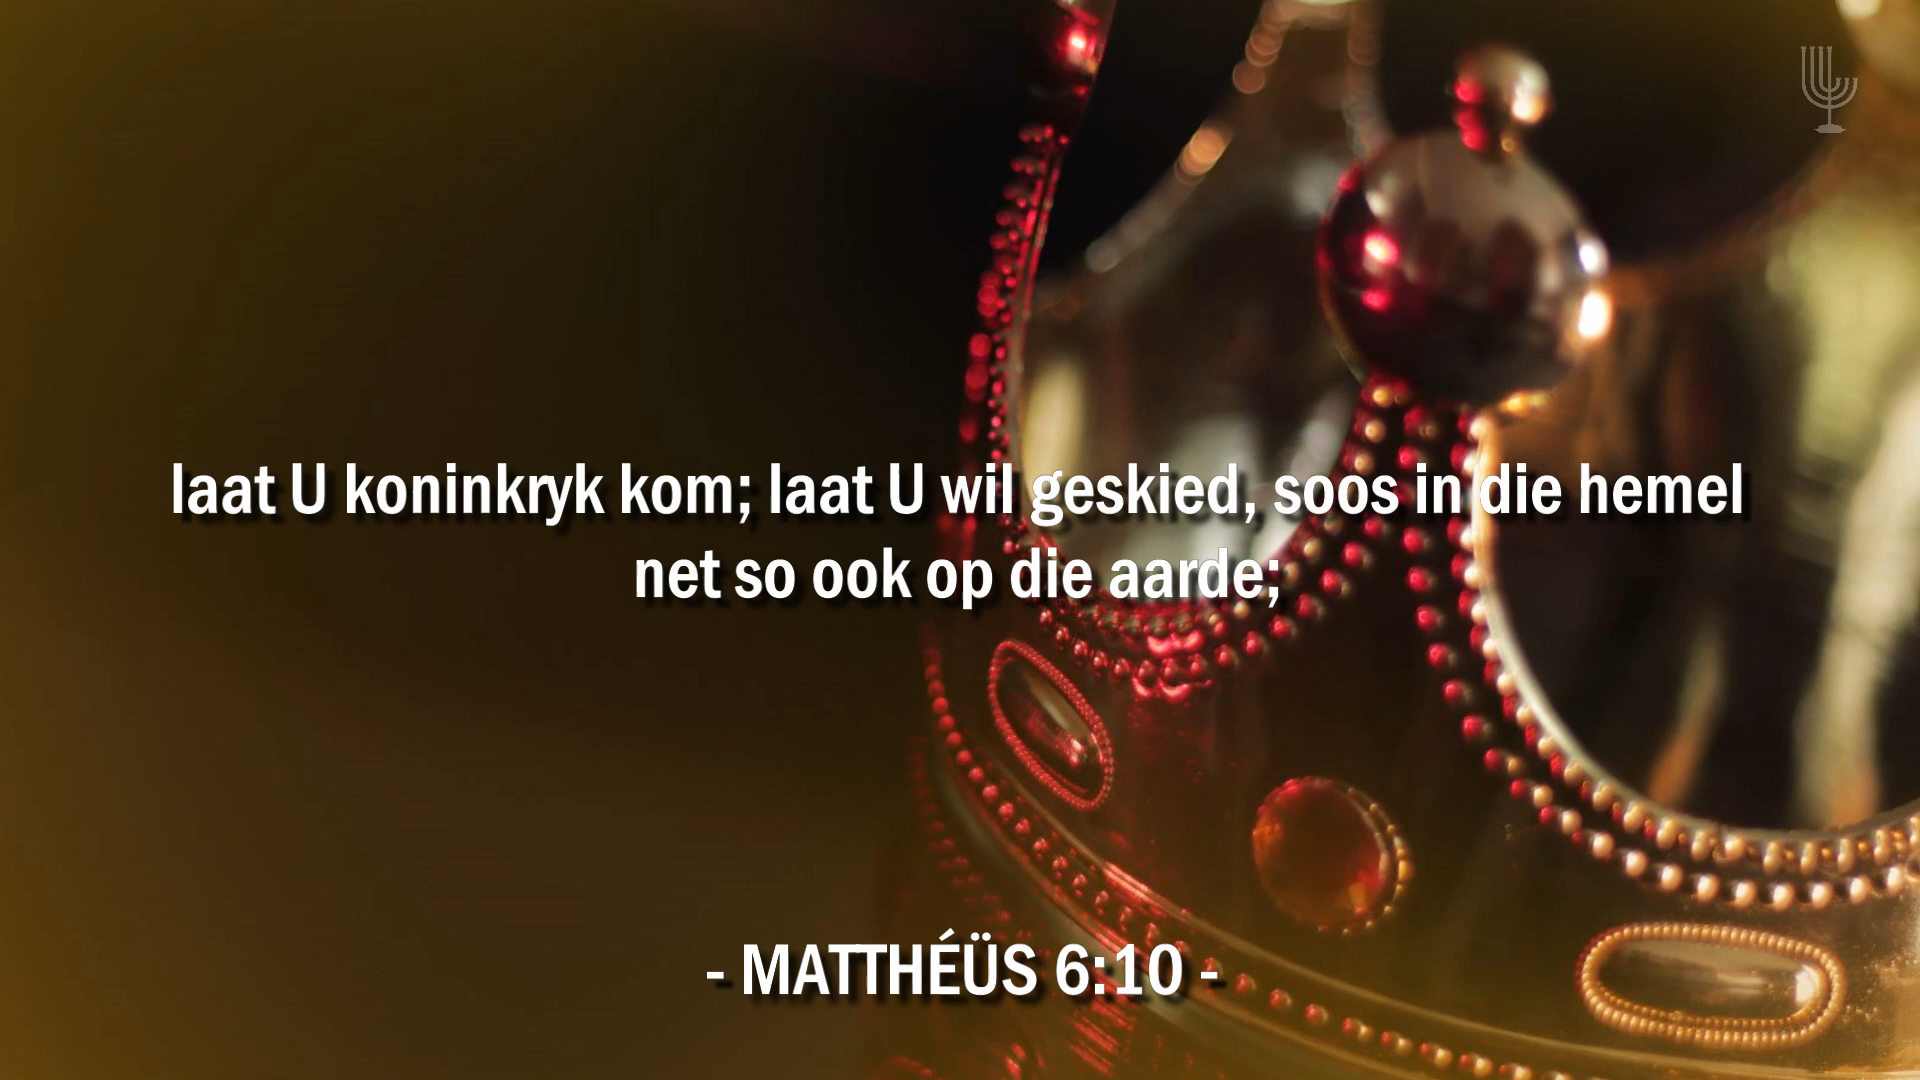 laat U koninkryk kom; laat U wil geskied, soos in die hemel
net so ook op die aarde;
- MATTHÉÜS 6:10 -